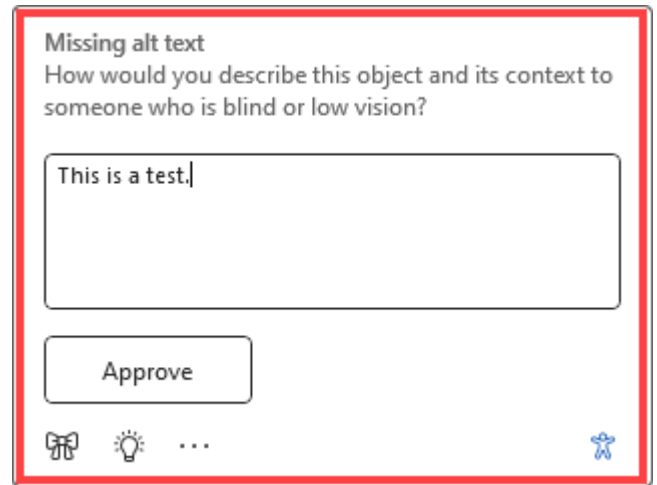 Missing alt text
How would you describe this object and its context to
someone who is blind or low vision?
This is a test.
Approve